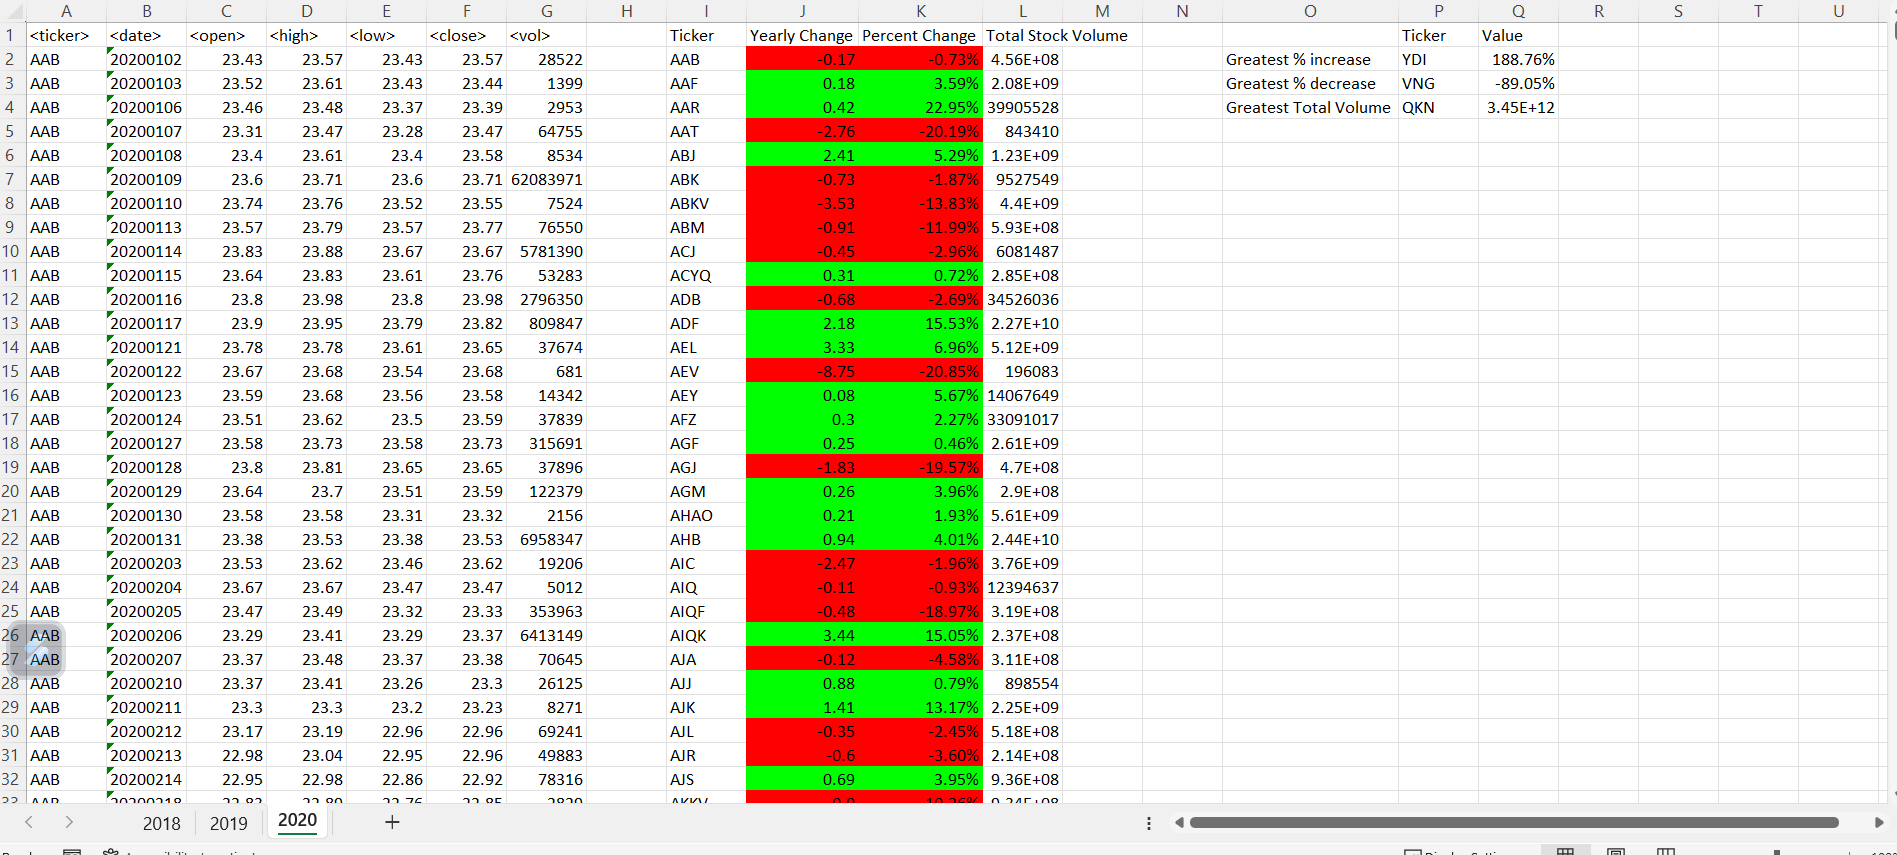 A B C D E F G H I J K L M N O P Q R S T U
1 <ticker> <date> <open> <high> <low> <close> <vol> Ticker Yearly Change Percent Change Total Stock Volume Ticker Value
2 AAB 20200102 23.43 23.57 23.43 23.57 28522 AAB -0.17 -0.73% 4.56E+08 Greatest % increase YDI 188.76%
3 AAB 20200103 23.52 23.61 23.43 23.44 1399 AAF 0.18 3.59% 2.08E+09 Greatest % decrease VNG -89.05%
4 AAB 20200106 23.46 23.48 23.37 23.39 2953 AAR 0.42 22.95% 39905528 Greatest Total Volume QKN 3.45E+12
5 AAB 20200107 23.31 23.47 23.28 23.47 64755 AAT -2.76 -20.19% 843410
6 AAB 20200108 23.4 23.61 23.4 23.58 8534 ABJ 2.41 5.29% 1.23E+09
7 AAB 20200109 23.6 23.71 23.6 23.71 62083971 ABK -0.73 -1.87% 9527549
8 AAB 20200110 23.74 23.76 23.52 23.55 7524 ABKV -3.53 -13.83% 4.4E+09
9 AAB 20200113 23.57 23.79 23.57 23.77 76550 ABM -0.91 -11.99% 5.93E+08
10 AAB 20200114 23.83 23.88 23.67 23.67 5781390 ACJ -0.45 -2.96% 6081487
11 AAB 20200115 23.64 23.83 23.61 23.76 53283 ACYQ 0.31 0.72% 2.85E+08
12 AAB 20200116 23.8 23.98 23.8 23.98 2796350 ADB -0.68 -2.69% 34526036
13 AAB 20200117 23.9 23.95 23.79 23.82 809847 ADF 2.18 15.53% 2.27E+10
14 AAB 20200121 23.78 23.78 23.61 23.65 37674 AEL 3.33 6.96% 5.12E+09
15 AAB 20200122 23.67 23.68 23.54 23.68 681 AEV -8.75 -20.85% 196083
16 AAB 20200123 23.59 23.68 23.56 23.58 14342 AEY 0.08 5.67% 14067649
17 AAB 20200124 23.51 23.62 23.5 23.59 37839 AFZ 0.3 2.27% 33091017
18 AAB 20200127 23.58 23.73 23.58 23.73 315691 AGF 0.25 0.46% 2.61E+09
19 AAB 20200128 23.8 23.81 23.65 23.65 37896 AGJ -1.83 -19.57% 4.7E+08
20 AAB 20200129 23.64 23.7 23.51 23.59 122379 AGM 0.26 3.96% 2.9E+08
21 AAB 20200130 23.58 23.58 23.31 23.32 2156 AHAO 0.21 1.93% 5.61E+09
22 AAB 20200131 23.38 23.53 23.38 23.53 6958347 AHB 0.94 4.01% 2.44E+10
23 AAB 20200203 23.53 23.62 23.46 23.62 19206 AIC -2.47 -1.96% 3.76E+09
24 AAB 20200204 23.67 23.67 23.47 23.47 5012 AIQ -0.11 -0.93% 12394637
25 AAB 20200205 23.47 23.49 23.32 23.33 353963 AIQF -0.48 -18.97% 3.19E+08
26 AAB 20200206 23.29 23.41 23.29 23.37 6413149 AIQK 3.44 15.05% 2.37E+08
27 AAB 20200207 23.37 23.48 23.37 23.38 70645 AJA -0.12 -4.58% 3.11E+08
28 AAB 20200210 23.37 23.41 23.26 23.3 26125 AJJ 0.88 0.79% 898554
29 AAB 20200211 23.3 23.3 23.2 23.23 8271 AJK 1.41 13.17% 2.25E+09
30 AAB 20200212 23.17 23.19 22.96 22.96 69241 AJL -0.35 -2.45% 5.18E+08
31 AAB 20200213 22.98 23.04 22.95 22.96 49883 AJR -0.6 -3.60% 2.14E+08
32 AAB 20200214 22.95 22.98 22.86 22.92 78316 AJS 0.69 3.95% 9.36E+08
2018 2019 2020